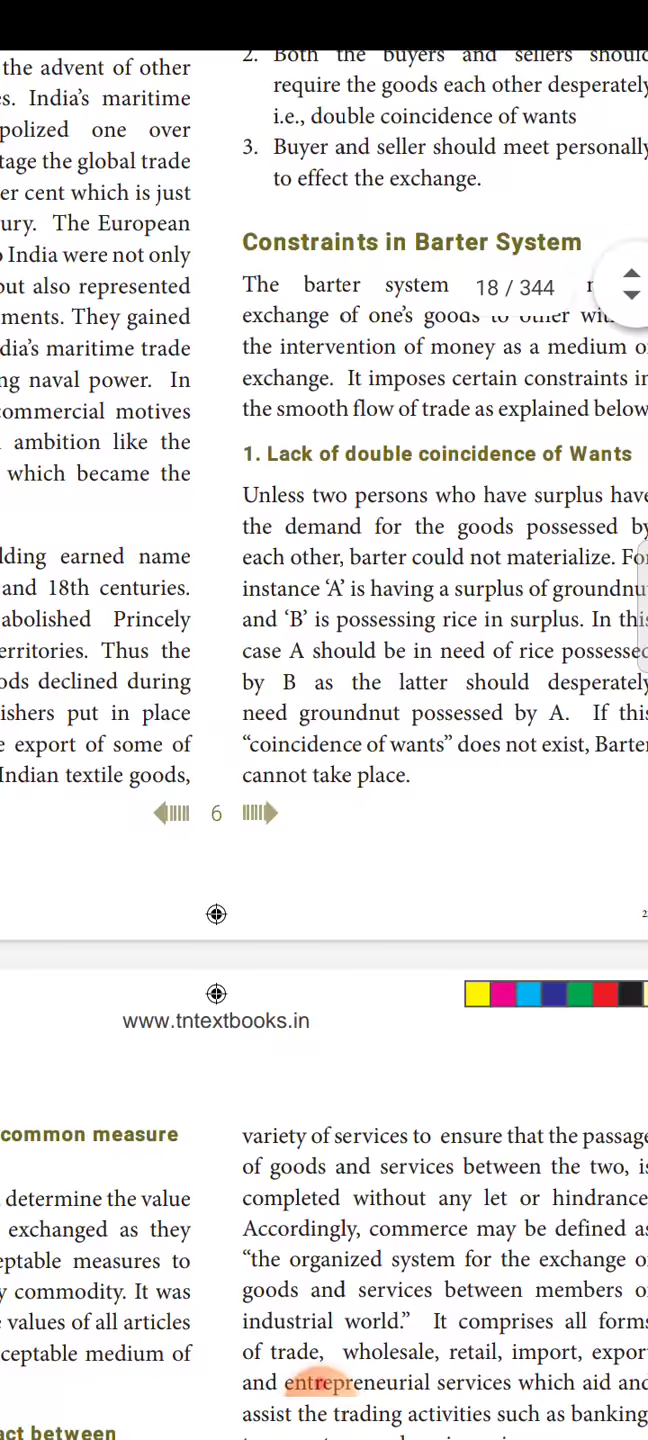 the advent of other
es. India's maritime
polized one over
tage the global trade
er cent which is just
ury. The European
India were not only
but also represented
ments. They gained
dia's maritime trade
ng naval power. In
commercial motives
ambition like the
which became the
lding earned name
and 18th centuries.
abolished Princely
erritories. Thus the
ods declined during
ishers put in place
e export of some of
Indian textile goods,
2. Both the buyers and sellers should
require the goods each other desperately
i.e., double coincidence of wants
3. Buyer and seller should meet personally
to effect the exchange.
Constraints in Barter System
The barter system
18 / 344
exchange of one's goods to other
the intervention of money as a medium o
exchange. It imposes certain constraints in
the smooth flow of trade as explained below
1. Lack of double coincidence of Wants
Unless two persons who have surplus have
the demand for the goods possessed by
each other, barter could not materialize. For
instance 'A' is having a surplus of groundnu
and 'B' is possessing rice in surplus. In this
case A should be in need of rice possessed
by B as the latter should desperately
need groundnut possessed by A. If this
"coincidence of wants" does not exist, Barter
cannot take place.
6
2
www.tntextbooks.in
common measure
determine the value
exchanged as they
eptable measures to
y commodity. It was
values of all articles
cceptable medium of
act between
variety of services to ensure that the passage
of goods and services between the two, is
completed without any let or hindrance
Accordingly, commerce may be defined as
"the organized system for the exchange o
goods and services between members o
industrial world." It comprises all forms
of trade, wholesale, retail, import, expor
and entrepreneurial services which aid and
assist the trading activities such as banking